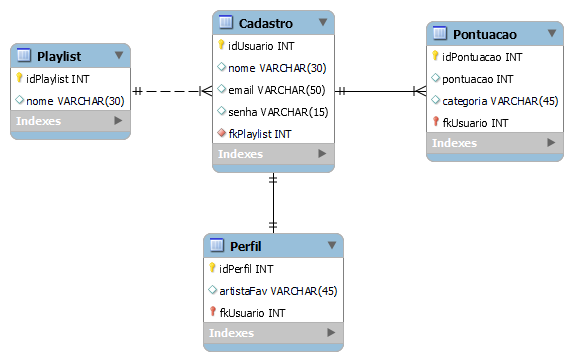 Playlist
idPlaylist INT
nome VARCHAR(30)
Indexes
Cadastro
idUsuario INT
nome VARCHAR(30)
email VARCHAR(50)
senha VARCHAR(15)
fkPlaylist INT
Indexes
Pontuacao
idPontuacao INT
pontuacao INT
categoria VARCHAR(45)
fkUsuario INT
Indexes
Perfil
idPerfil INT
artistaFav VARCHAR(45)
fkUsuario INT
Indexes